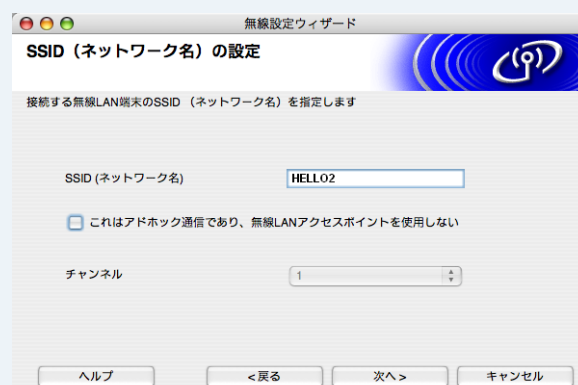 無線設定ウィザード
SSID（ネットワーク名）の設定
接続する無線LAN端末のSSID （ネットワーク名）を指定します
SSID (ネットワーク名)
HELLO2
これはアドホック通信であり、無線LANアクセスポイントを使用しない
チャンネル
1
ヘルプ
<戻る
次へ>
キャンセル